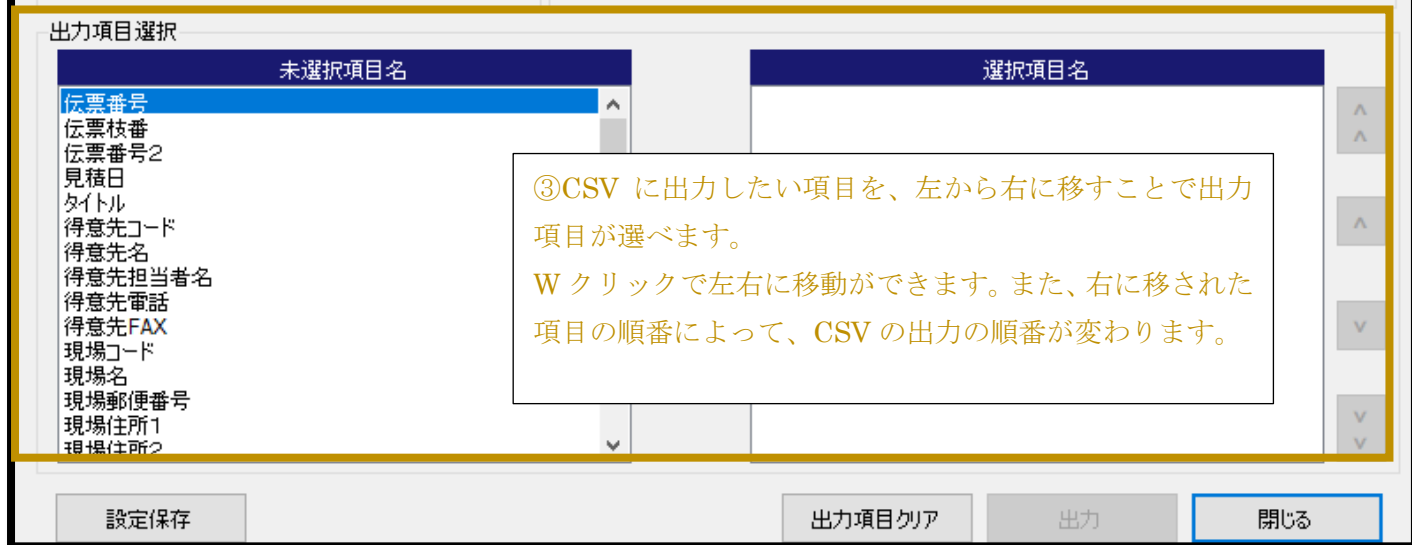 出力項目選択
未選択項目名
伝票番号
伝票枝番
伝票番号2
見積日
タイトル
得意先コード
得意先名
得意先担当者名
得意先電話
得意先FAX
現場コード
現場名
現場郵便番号
現場住所1
現場住所2
選択項目名
③CSV に出力したい項目を、左から右に移すことで出力
項目が選べます。
W クリックで左右に移動ができます。また、右に移された
項目の順番によって、CSV の出力の順番が変わります。
∧
∧
∧
∨
∨
∨
設定保存
出力項目クリア
出力
閉じる